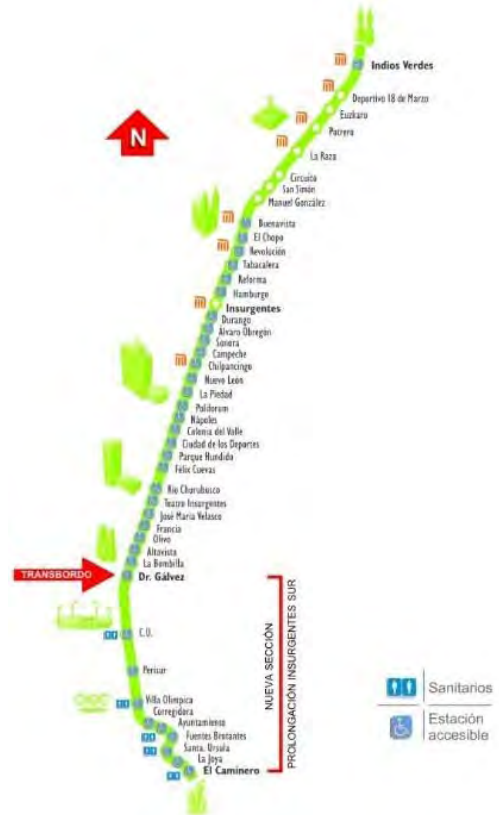 Indios Verdes
N
Deportivo 18 de Marzo
Euzkaro
Potrero
La Raza
Circuito
San Simón
Manuel González
Buenavista
El Chopo
Revolución
Tabacalera
Reforma
Hamburgo
Insurgentes
Durango
Alvaro Obregón
Sonora
Campeche
Chilpancingo
Nuevo León
La Piedad
Poliforum
Nápoles
Colonia del Valle
Ciudad de los Deportes
Parque Hundido
Félix Cuevas
Río Churubusco
Teatro Insurgentes
José María Velasco
Francia
Olivo
Altavista
La Bombilla
TRANSBORDO
Dr. Gálvez
C.U.
Perisur
Villa Olímpica
Corregidora
Ayuntamiento
Fuentes Brotantes
Santa. Ursula
La Joya
El Caminero
NUEVA SECCIÓN
PROLONGACIÓN INSURGENTES SUR
Sanitarios
Estación
accesible